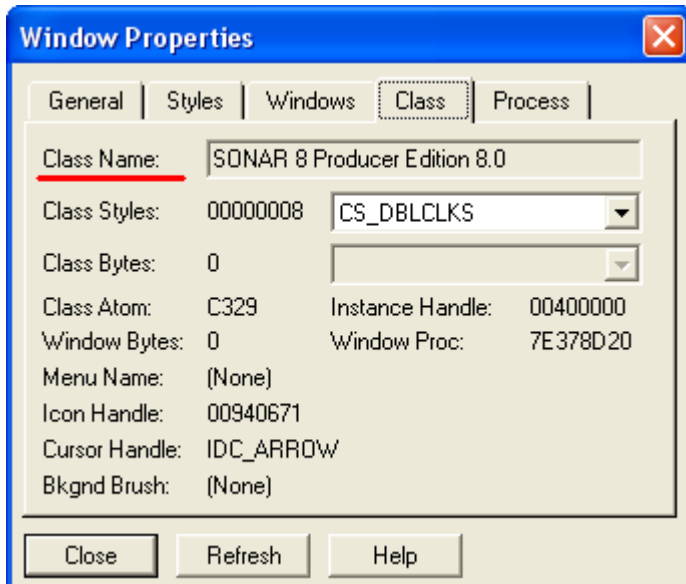 Window Properties
General Styles Windows Class Process
Class Name: SONAR 8 Producer Edition 8.0
Class Styles: 00000008 CS_DBLCLKS
Class Bytes: 0
Class Atom: C329 Instance Handle: 00400000
Window Bytes: 0 Window Proc: 7E378D20
Menu Name: (None)
Icon Handle: 00940671
Cursor Handle: IDC_ARROW
Bkgnd Brush: (None)
Close Refresh Help